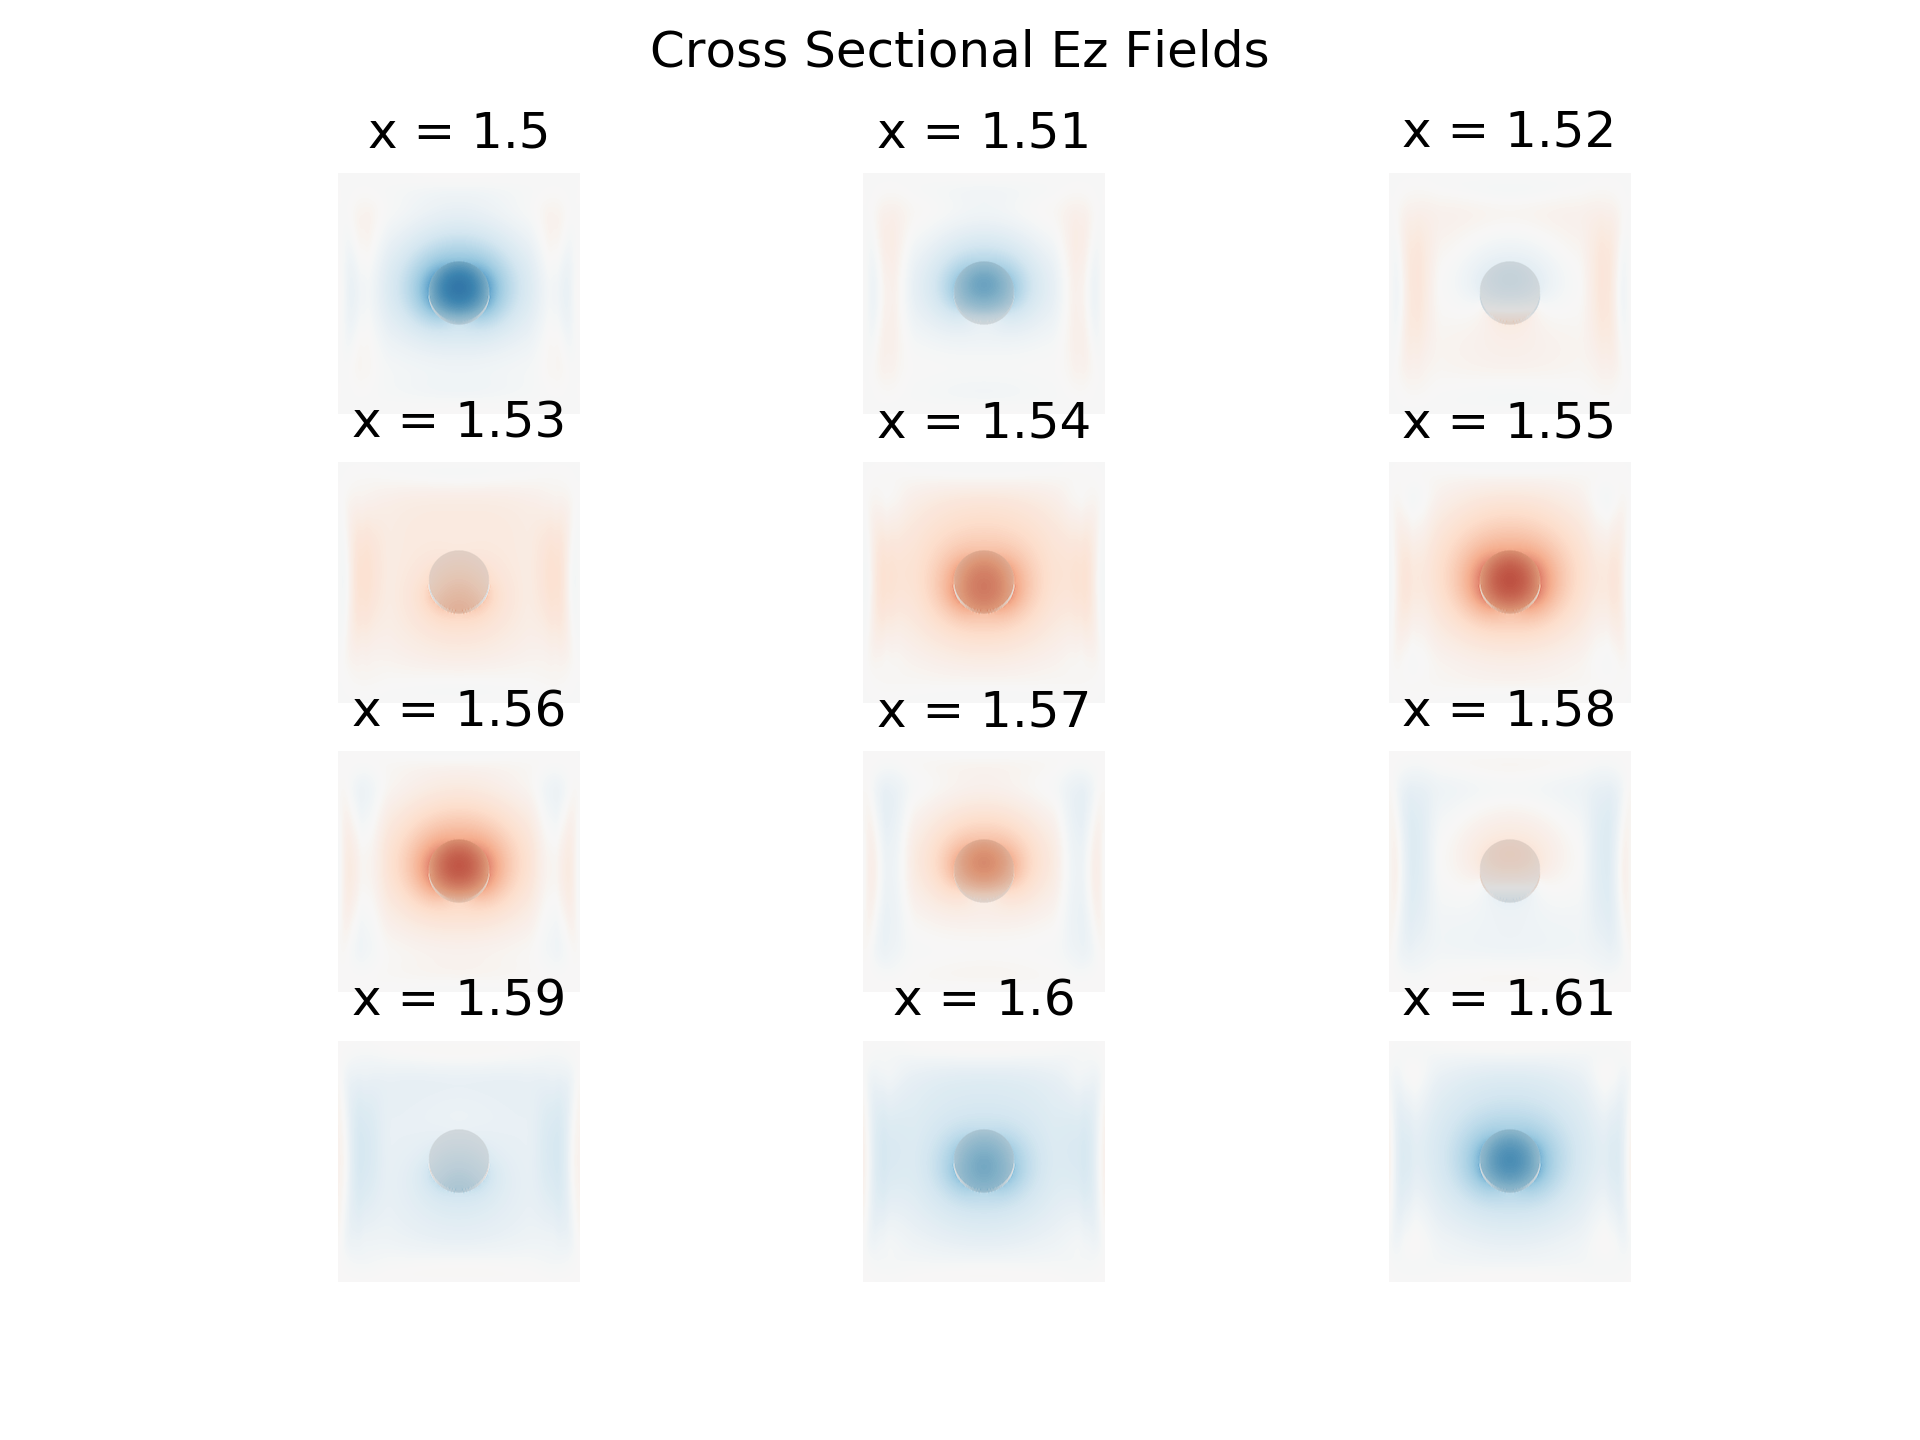 Cross Sectional Ez Fields
x = 1.5
x = 1.51
x = 1.52
x = 1.53
x = 1.54
x = 1.55
x = 1.56
x = 1.57
x = 1.58
x = 1.59
x = 1.6
x = 1.61